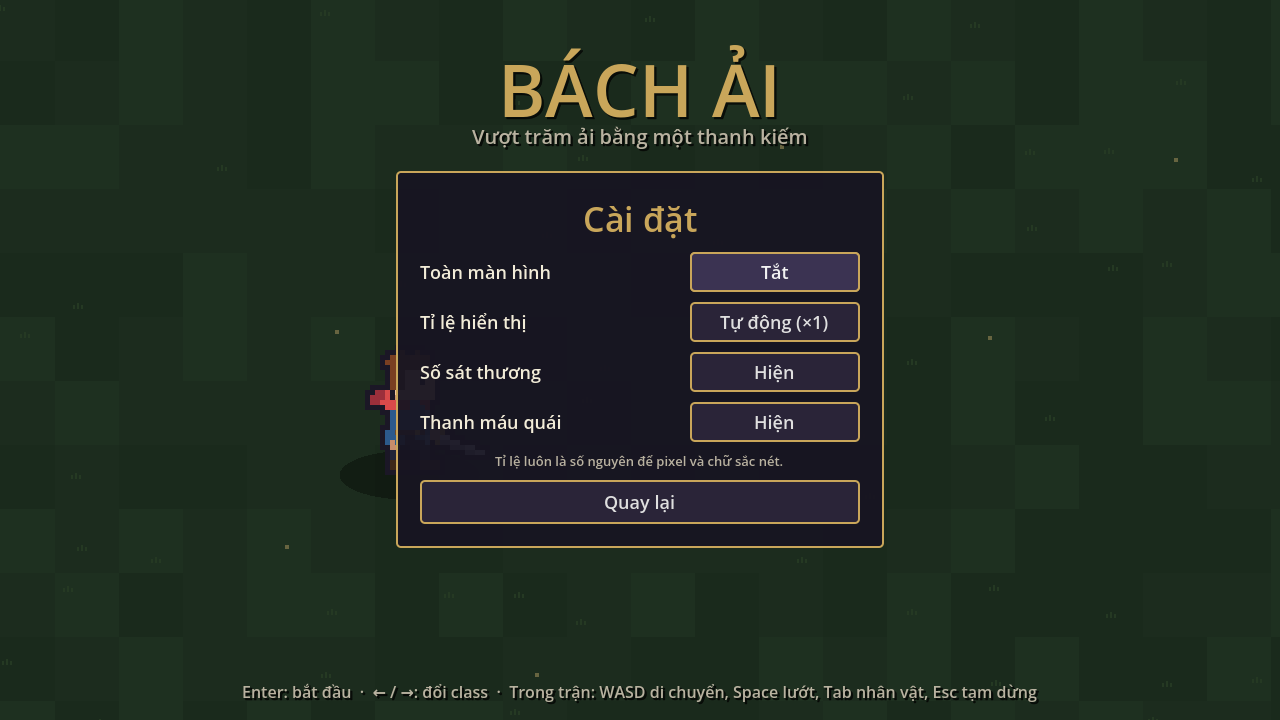 BÁCH ẢI
Vượt trăm ải bằng một thanh kiếm
Cài đặt
Toàn màn hình Tắt
Tỉ lệ hiển thị Tự động (×1)
Số sát thương Hiện
Thanh máu quái Hiện
Tỉ lệ luôn là số nguyên để pixel và chữ sắc nét.
Quay lại
Enter: bắt đầu · ← / →: đổi class · Trong trận: WASD di chuyển, Space lướt, Tab nhân vật, Esc tạm dừng